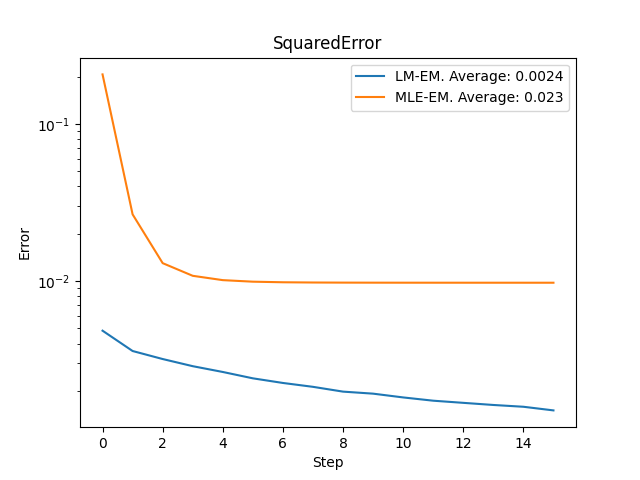 SquaredError
LM-EM. Average: 0.0024
MLE-EM. Average: 0.023
10⁻¹
10⁻²
Error
0 2 4 6 8 10 12 14
Step